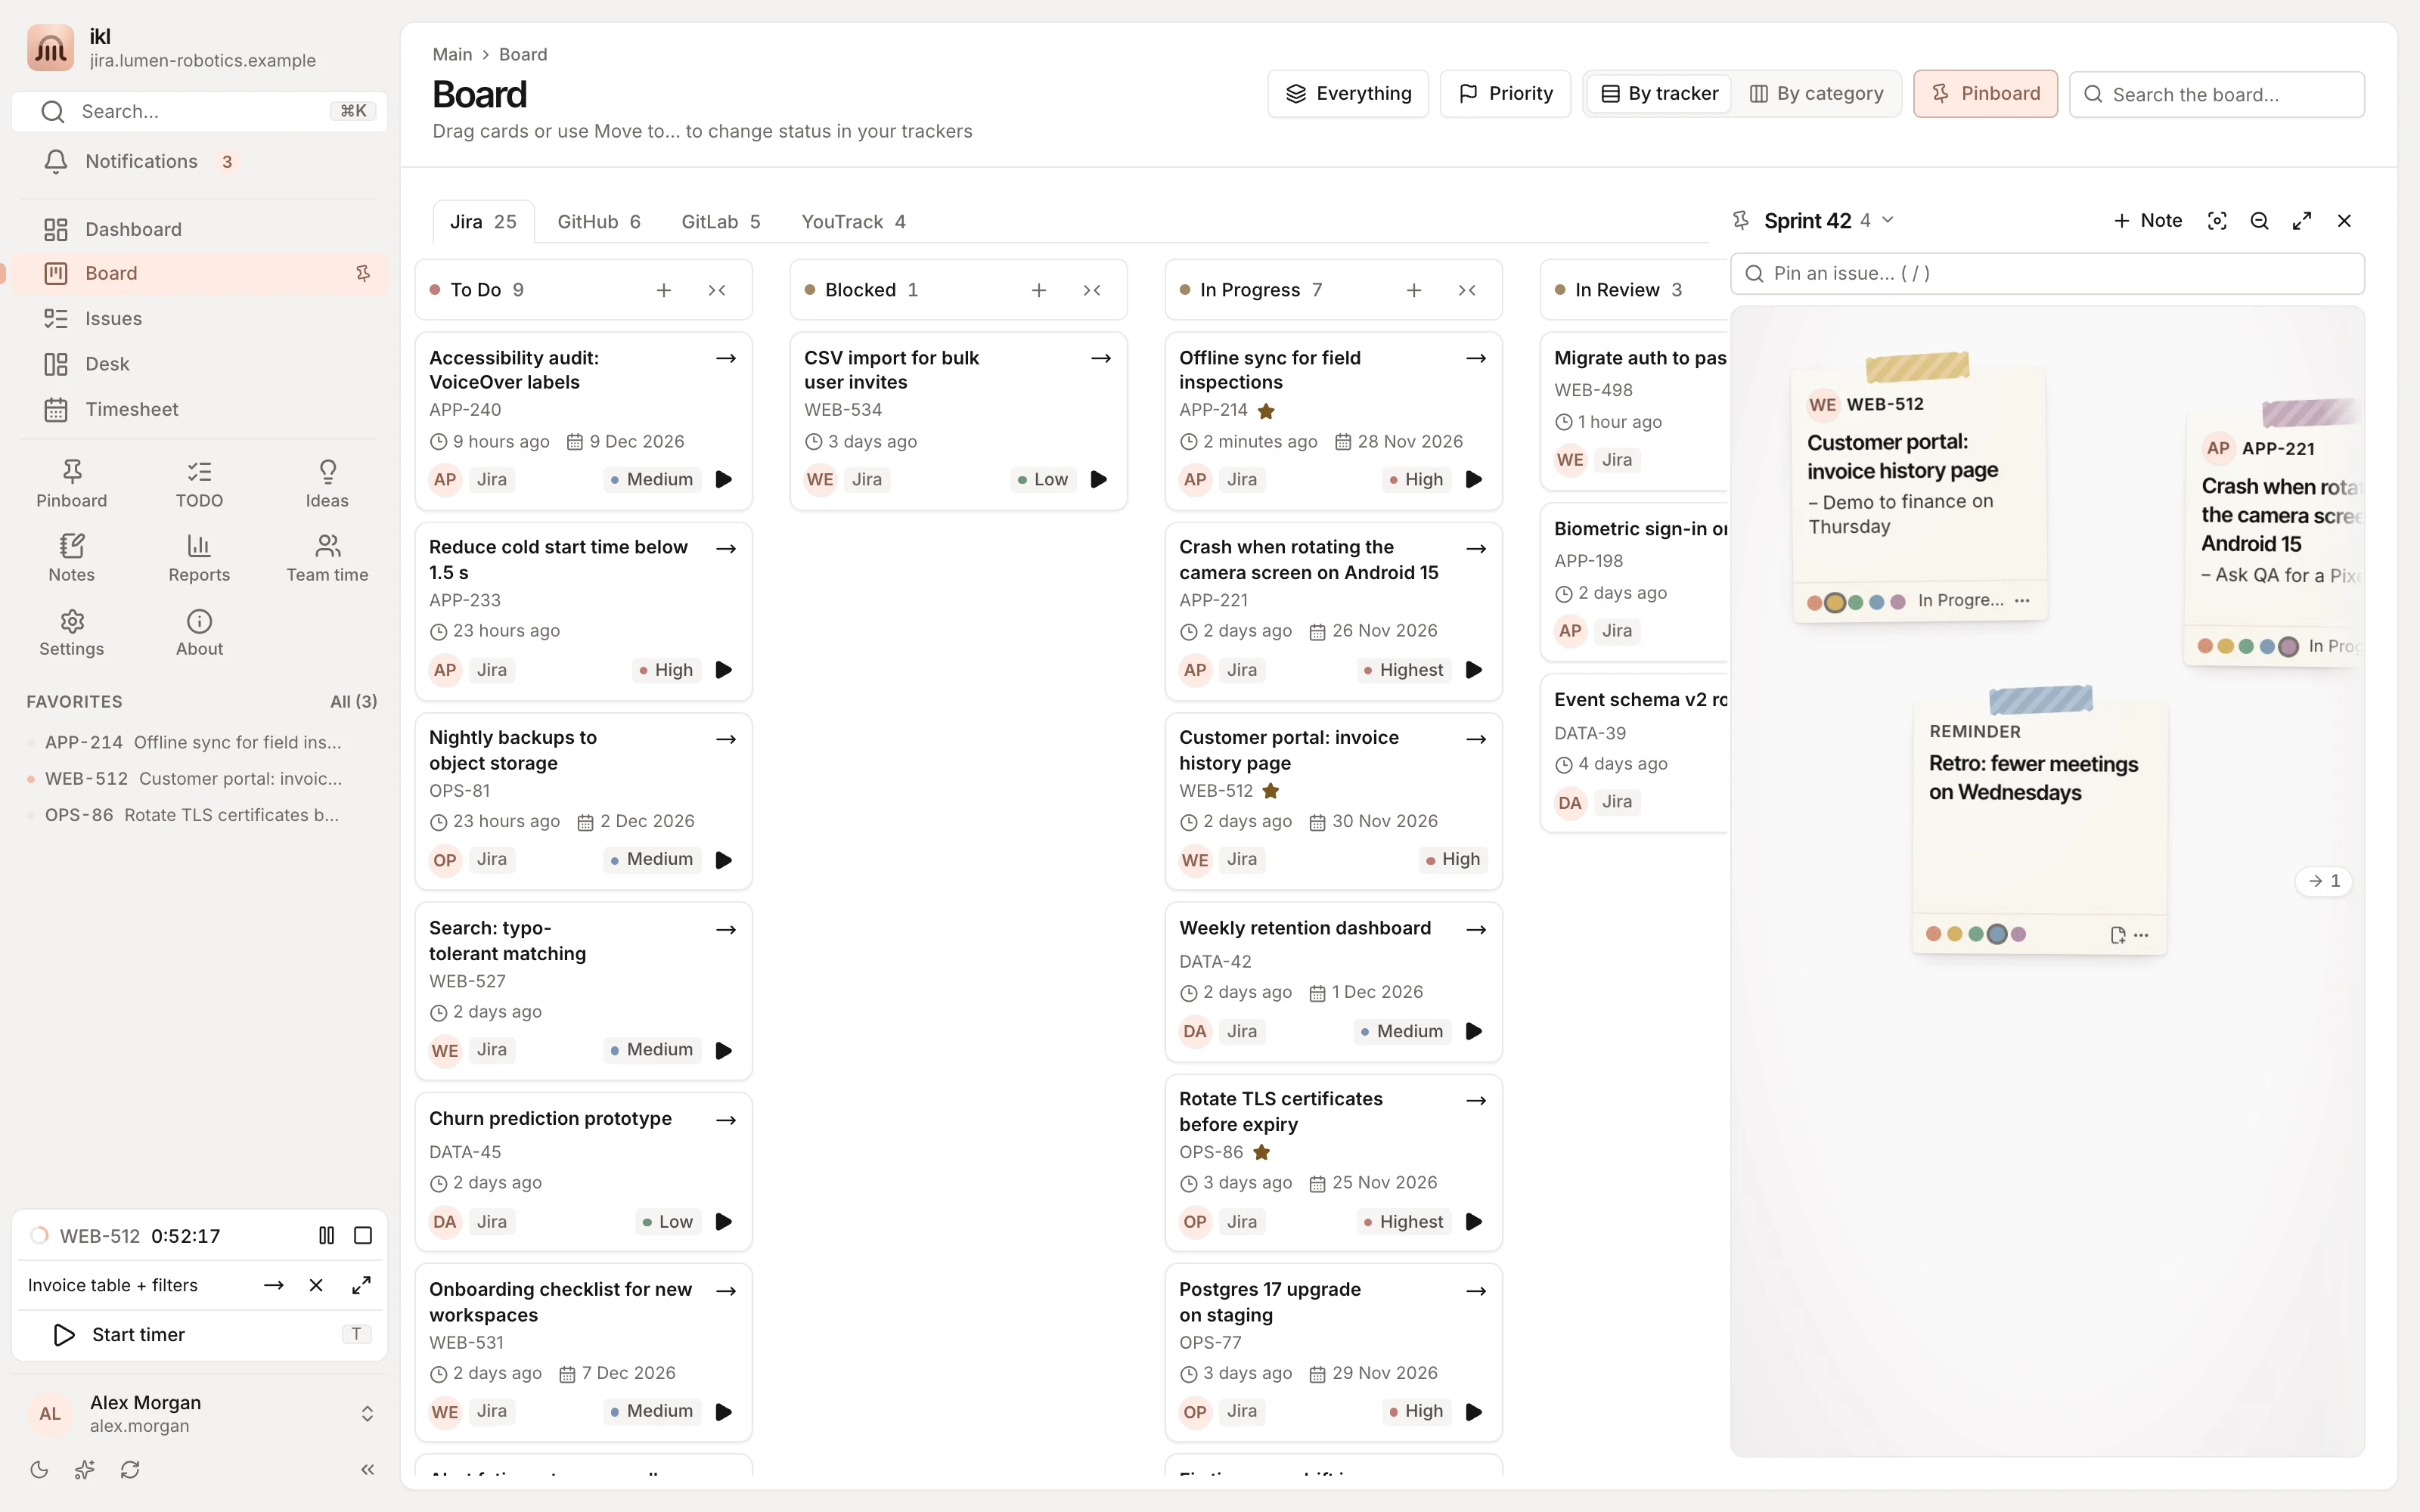 ikl
jira.lumen-robotics.example
Search...
⌘K
Notifications 3
Dashboard
Board
Issues
Desk
Timesheet
Pinboard TODO Ideas
Notes Reports Team time
Settings About
FAVORITES All (3)
APP-214 Offline sync for field ins...
WEB-512 Customer portal: invoic...
OPS-86 Rotate TLS certificates b...
WEB-512 0:52:17
Invoice table + filters
Start timer T
AL
Alex Morgan
alex.morgan
Main > Board
Board
Drag cards or use Move to... to change status in your trackers
Everything
Priority
By tracker
By category
Pinboard
Search the board...
Jira 25
GitHub 6
GitLab 5
YouTrack 4
To Do 9
Accessibility audit:
VoiceOver labels
APP-240
9 hours ago 9 Dec 2026
AP Jira Medium
Reduce cold start time below
1.5 s
APP-233
23 hours ago
AP Jira High
Nightly backups to
object storage
OPS-81
23 hours ago 2 Dec 2026
OP Jira Medium
Search: typo-
tolerant matching
WEB-527
2 days ago
WE Jira Medium
Churn prediction prototype
DATA-45
2 days ago
DA Jira Low
Onboarding checklist for new
workspaces
WEB-531
2 days ago 7 Dec 2026
WE Jira Medium
Blocked 1
CSV import for bulk
user invites
WEB-534
3 days ago
WE Jira Low
In Progress 7
Offline sync for field
inspections
APP-214
2 minutes ago 28 Nov 2026
AP Jira High
Crash when rotating the
camera screen on Android 15
APP-221
2 days ago 26 Nov 2026
AP Jira Highest
Customer portal: invoice
history page
WEB-512
2 days ago 30 Nov 2026
WE Jira High
Weekly retention dashboard
DATA-42
2 days ago 1 Dec 2026
DA Jira Medium
Rotate TLS certificates
before expiry
OPS-86
3 days ago 25 Nov 2026
OP Jira Highest
Postgres 17 upgrade
on staging
OPS-77
3 days ago 29 Nov 2026
OP Jira High
In Review 3
Migrate auth to pas
WEB-498
1 hour ago
WE Jira
Biometric sign-in or
APP-198
2 days ago
AP Jira
Event schema v2 ro
DATA-39
4 days ago
DA Jira
Sprint 42 4
+ Note
Pin an issue... ( / )
WE WEB-512
Customer portal:
invoice history page
– Demo to finance on
Thursday
In Progre...
AP APP-221
Crash when rota
the camera scree
Android 15
– Ask QA for a Pixe
In Prog
REMINDER
Retro: fewer meetings
on Wednesdays
→ 1